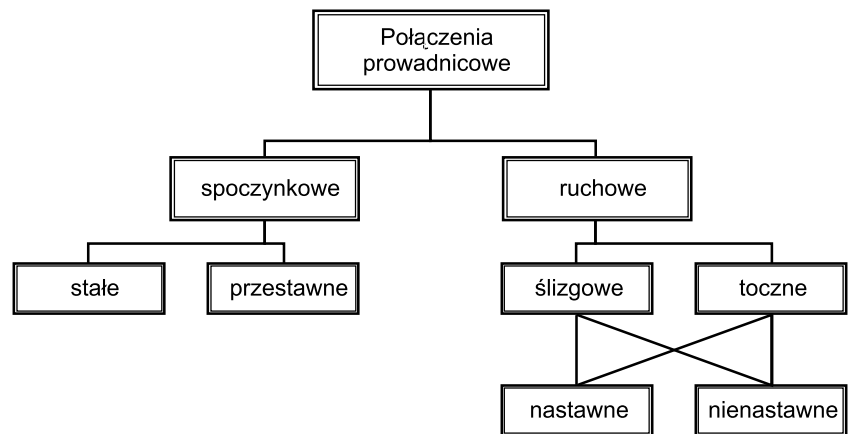 Połączenia
prowadnicowe
spoczynkowe
ruchowe
stałe
przestawne
ślizgowe
toczne
nastawne
nienastawne